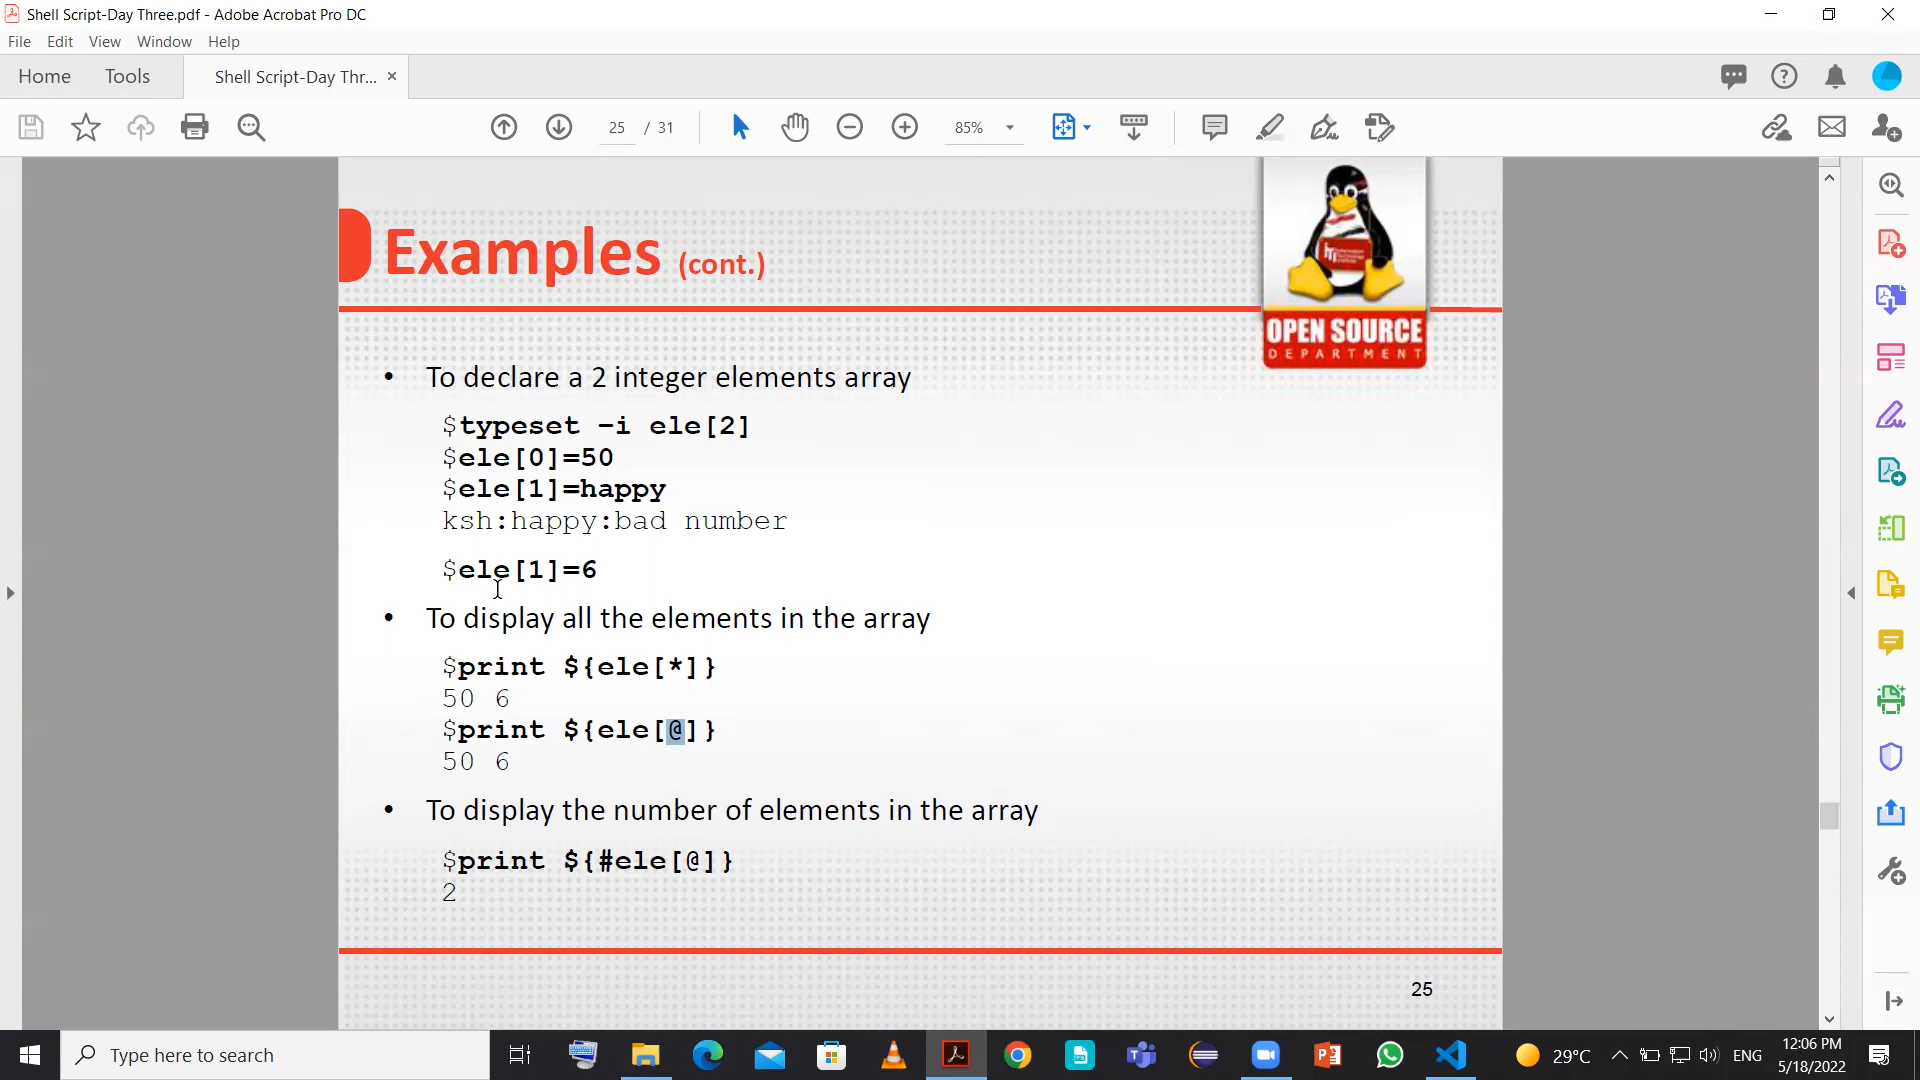 Shell Script-Day Three.pdf - Adobe Acrobat Pro DC
File Edit View Window Help
Home Tools Shell Script-Day Thr... ×
25 / 31 85%
Examples (cont.)
OPEN SOURCE
DEPARTMENT
• To declare a 2 integer elements array
$typeset –i ele[2]
$ele[0]=50
$ele[1]=happy
ksh:happy:bad number
$ele[1]=6
• To display all the elements in the array
$print ${ele[*]}
50 6
$print ${ele[@]}
50 6
• To display the number of elements in the array
$print ${#ele[@]}
2
25
Type here to search
29°C ENG
12:06 PM
5/18/2022